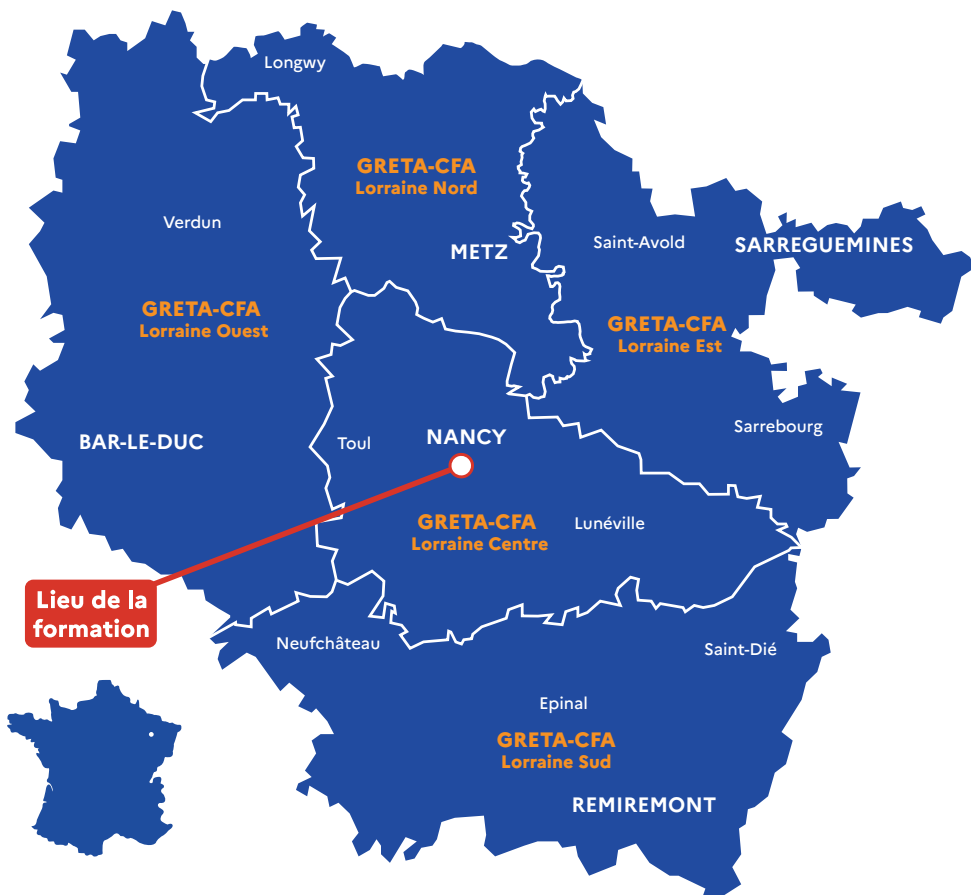 Longwy
GRETA-CFA
Lorraine Nord
Verdun
Saint-Avold
SARREGUEMINES
METZ
GRETA-CFA
Lorraine Ouest
GRETA-CFA
Lorraine Est
Sarrebourg
BAR-LE-DUC
Toul
NANCY
GRETA-CFA
Lorraine Centre
Lunéville
Lieu de la
formation
Neufchâteau
Saint-Dié
Epinal
GRETA-CFA
Lorraine Sud
REMIREMONT